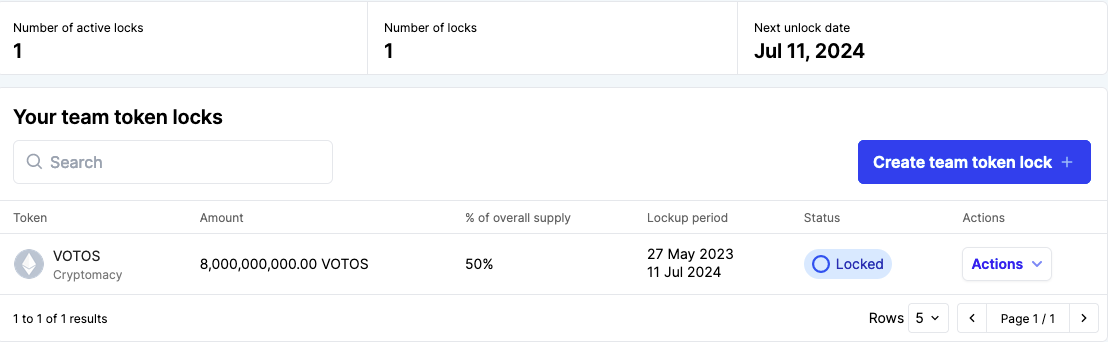 Number of active locks
1
Number of locks
1
Next unlock date
Jul 11, 2024
Your team token locks
Search
Create team token lock +
Token Amount % of overall supply Lockup period Status Actions
VOTOS
Cryptomacy
8,000,000,000.00 VOTOS
50%
27 May 2023
11 Jul 2024
Locked
Actions
1 to 1 of 1 results
Rows 5
Page 1 / 1